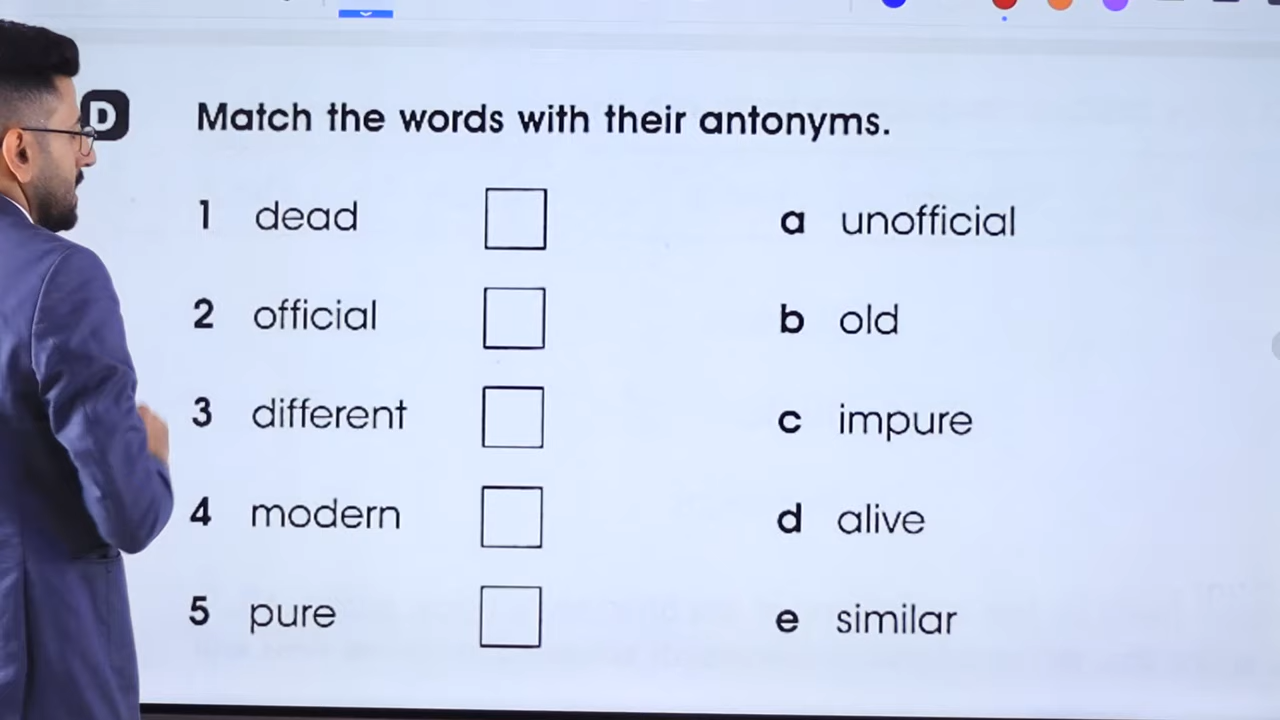 D Match the words with their antonyms.
1 dead a unofficial
2 official b old
3 different c impure
4 modern d alive
5 pure e similar